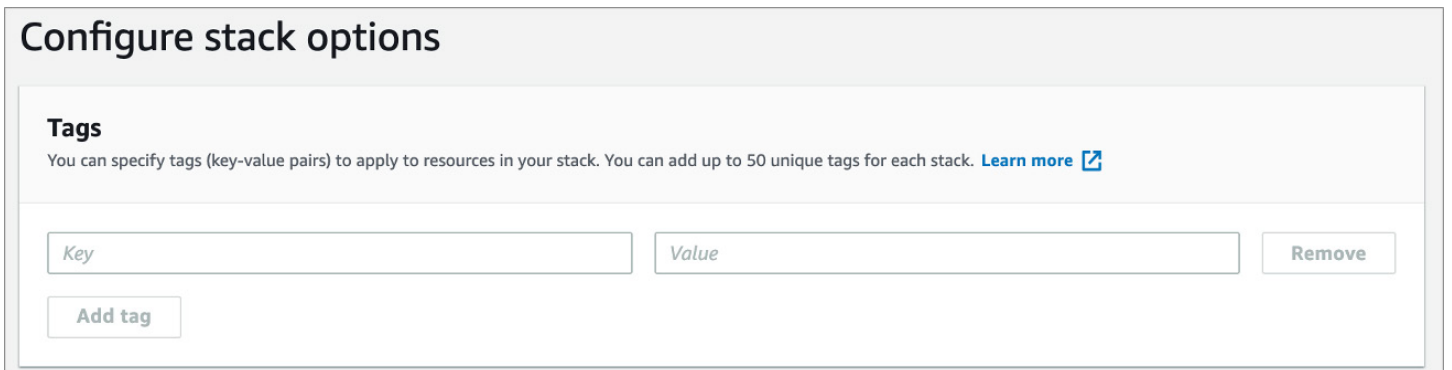 Configure stack options
Tags
You can specify tags (key-value pairs) to apply to resources in your stack. You can add up to 50 unique tags for each stack. Learn more
Key Value Remove
Add tag